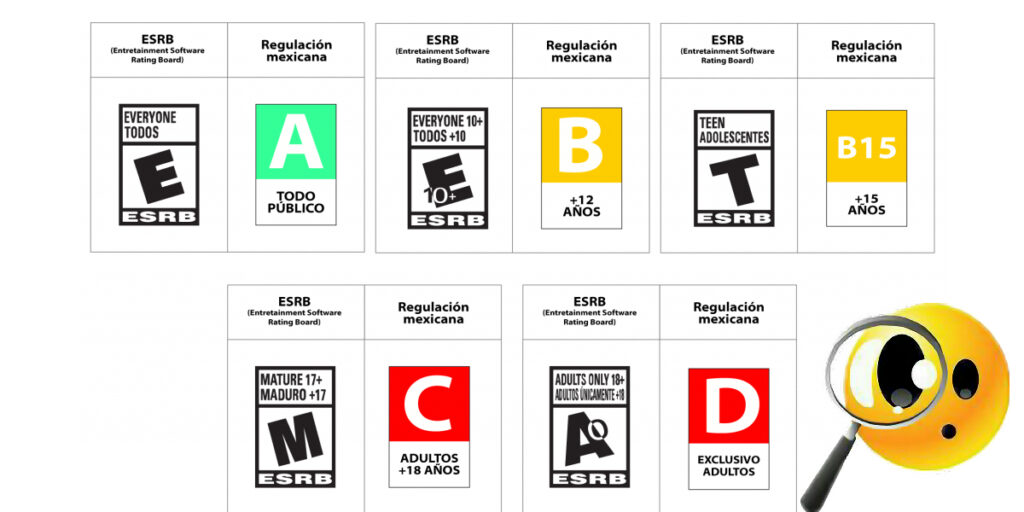 ESRB
(Entretainment Software
Rating Board)
Regulación
mexicana
EVERYONE
TODOS
E
ESRB
A
TODO
PÚBLICO
ESRB
(Entretainment Software
Rating Board)
Regulación
mexicana
EVERYONE 10+
TODOS +10
E
10+
ESRB
B
+12
AÑOS
ESRB
(Entretainment Software
Rating Board)
Regulación
mexicana
TEEN
ADOLESCENTES
T
ESRB
B15
+15
AÑOS
ESRB
(Entretainment Software
Rating Board)
Regulación
mexicana
MATURE 17+
MADURO +17
M
ESRB
C
ADULTOS
+18 AÑOS
ESRB
(Entretainment Software
Rating Board)
Regulación
mexicana
ADULTS ONLY 18+
ADULTOS ÚNICAMENTE +18
AO
ESRB
D
EXCLUSIVO
ADULTOS